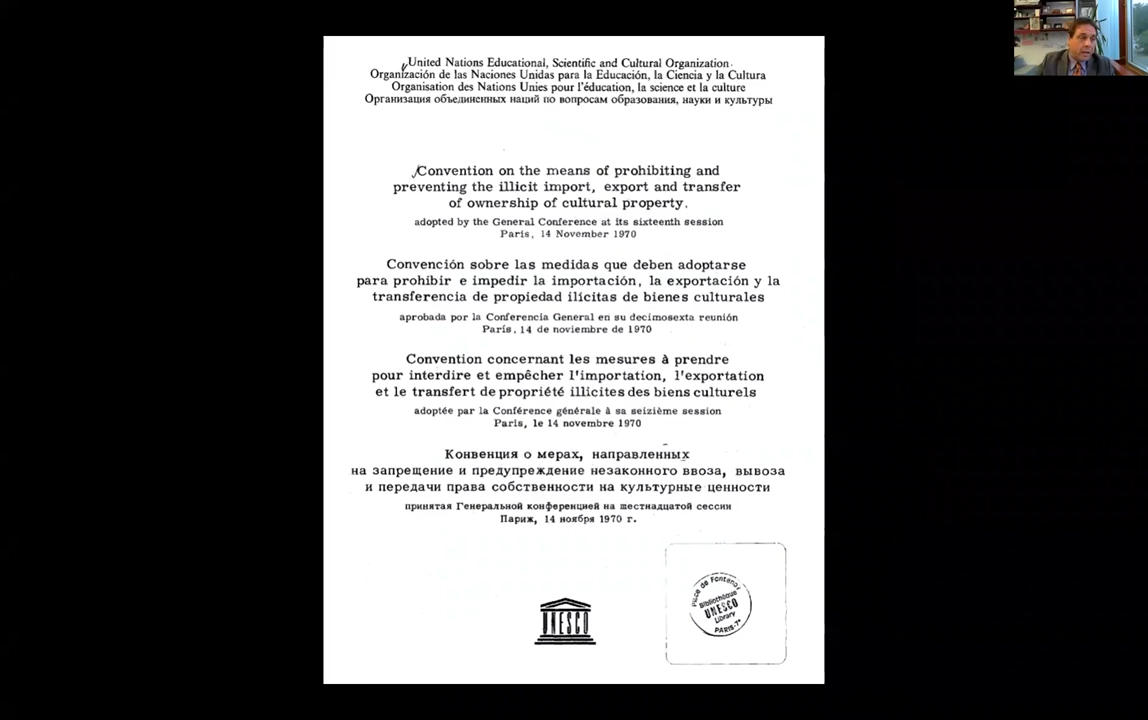 United Nations Educational, Scientific and Cultural Organization
Organización de las Naciones Unidas para la Educación, la Ciencia y la Cultura
Organisation des Nations Unies pour l'éducation, la science et la culture
Организация объединенных наций по вопросам образования, науки и культуры
Convention on the means of prohibiting and
preventing the illicit import, export and transfer
of ownership of cultural property.
adopted by the General Conference at its sixteenth session
Paris, 14 November 1970
Convención sobre las medidas que deben adoptarse
para prohibir e impedir la importación, la exportación y la
transferencia de propiedad ilícitas de bienes culturales
aprobada por la Conferencia General en su decimosexta reunión
París, 14 de noviembre de 1970
Convention concernant les mesures à prendre
pour interdire et empêcher l'importation, l'exportation
et le transfert de propriété illicites des biens culturels
adoptée par la Conférence générale à sa seizième session
Paris, le 14 novembre 1970
Конвенция о мерах, направленных
на запрещение и предупреждение незаконного ввоза, вывоза
и передачи права собственности на культурные ценности
принятая Генеральной конференцией на шестнадцатой сессии
Париж, 14 ноября 1970 г.
UNESCO
Place de Fontenoy
Bibliothèque
UNESCO
Library
PARIS-7e